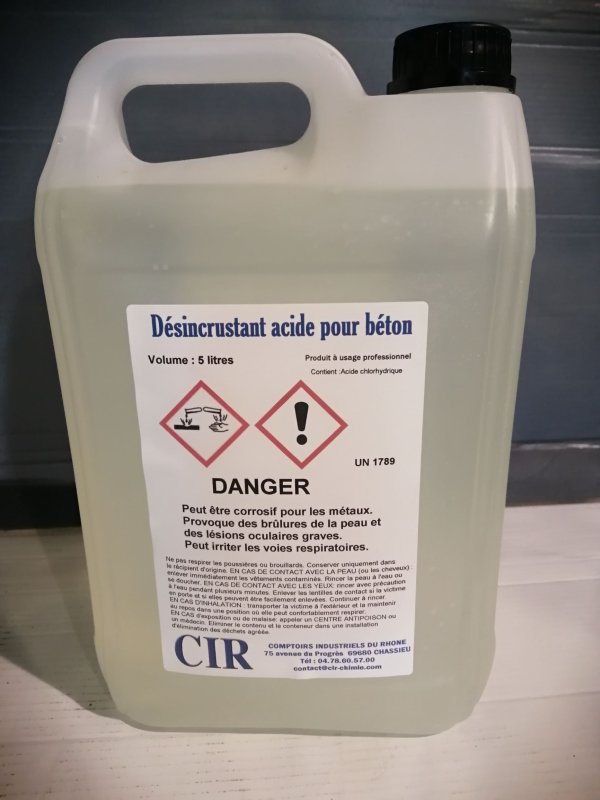 Désincrustant acide pour béton
Volume : 5 litres
Produit à usage professionnel
Contient :Acide chlorhydrique
UN 1789
DANGER
Peut être corrosif pour les métaux.
Provoque des brûlures de la peau et
des lésions oculaires graves.
Peut irriter les voies respiratoires.
Ne pas respirer les poussières ou brouillards. Conserver uniquement dans
le récipient d'origine. EN CAS DE CONTACT AVEC LA PEAU (ou les cheveux) :
enlever immédiatement les vêtements contaminés. Rincer la peau à l'eau ou
se doucher. EN CAS DE CONTACT AVEC LES YEUX: rincer avec précaution
à l'eau pendant plusieurs minutes. Enlever les lentilles de contact si la victime
en porte et si elles peuvent être facilement enlevées. Continuer à rincer.
EN CAS D'INHALATION : transporter la victime à l'extérieur et la maintenir
au repos dans une position où elle peut confortablement respirer.
EN CAS d'exposition ou de malaise: appeler un CENTRE ANTIPOISON ou
un médecin. Eliminer le contenu et le conteneur dans une installation
d'élimination des déchets agréée.
CIR
COMPTOIRS INDUSTRIELS DU RHONE
75 avenue du Progrès 69680 CHASSIEU
Tél : 04.78.60.57.00
contact@cir-chimie.com